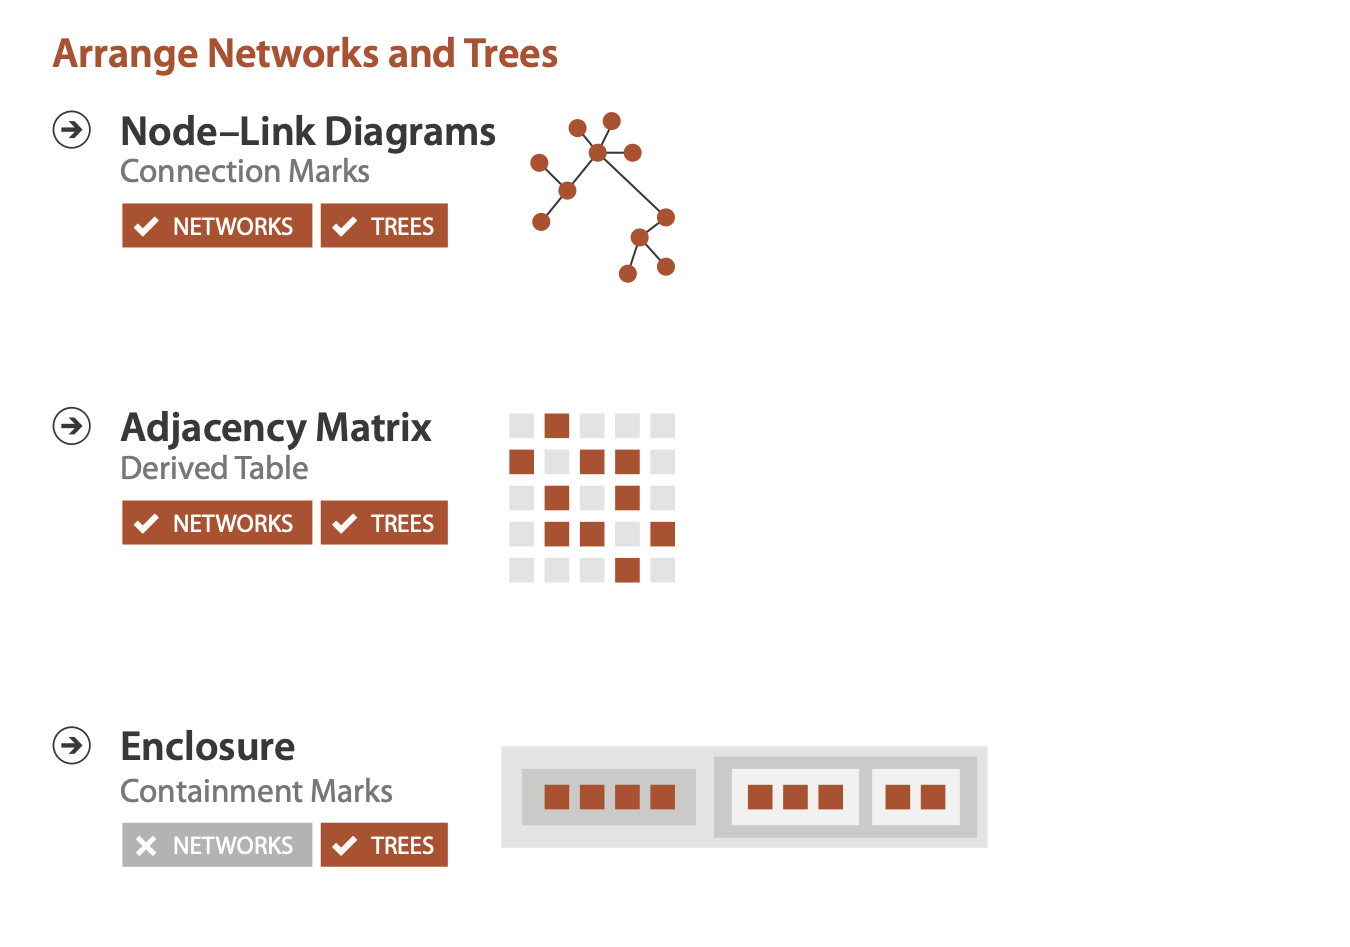 Arrange Networks and Trees
Node–Link Diagrams
Connection Marks
NETWORKS TREES
Adjacency Matrix
Derived Table
NETWORKS TREES
Enclosure
Containment Marks
NETWORKS TREES